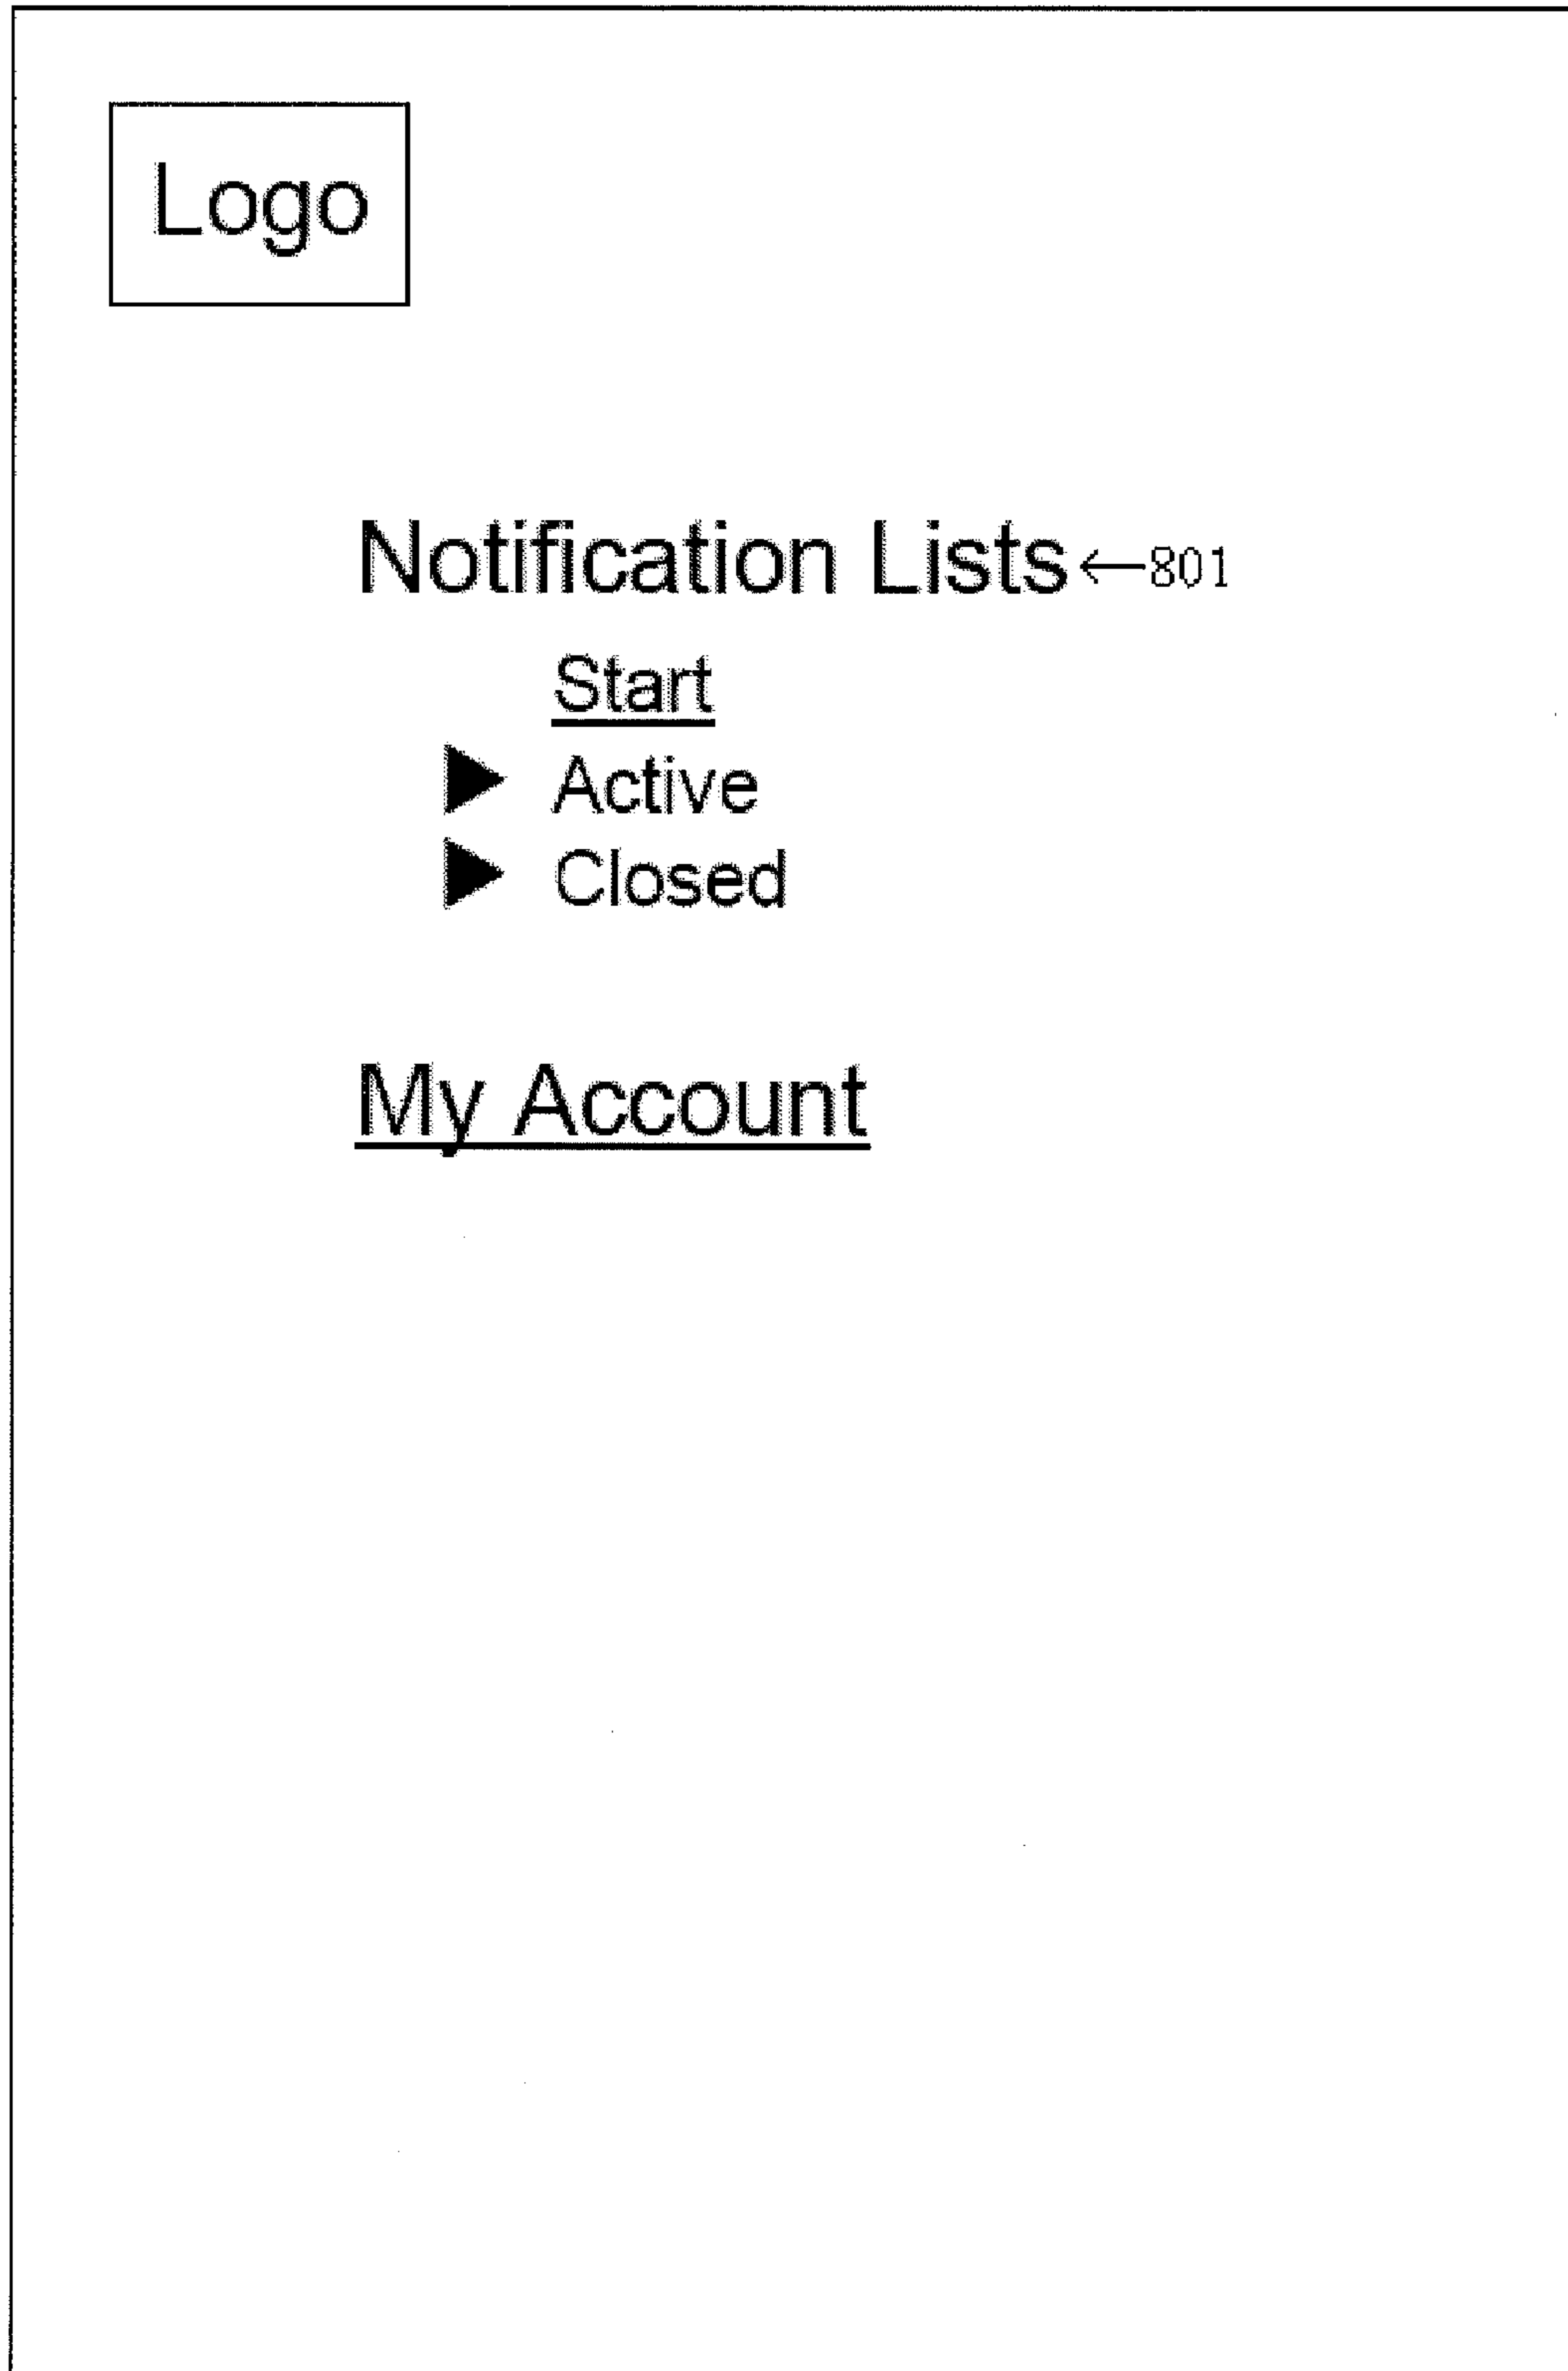 Logo
Notification Lists ←801
Start
▶ Active
▶ Closed
My Account